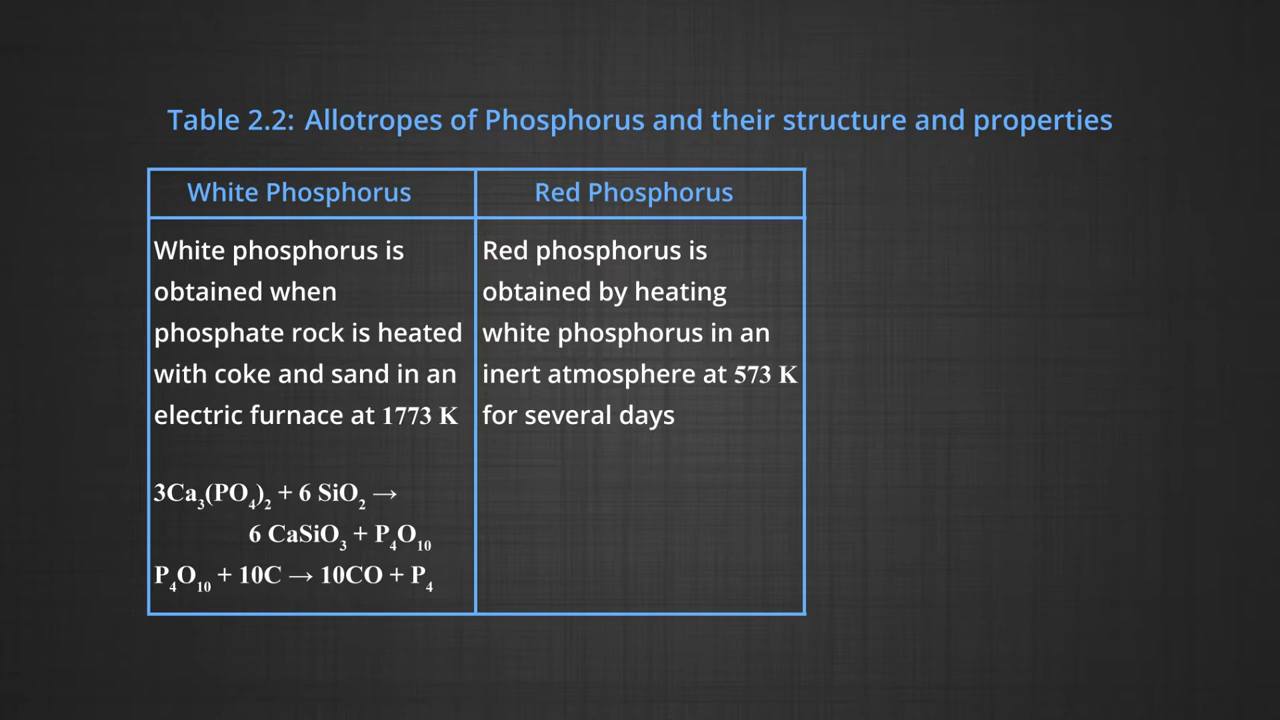 Table 2.2: Allotropes of Phosphorus and their structure and properties
White Phosphorus
White phosphorus is
obtained when
phosphate rock is heated
with coke and sand in an
electric furnace at 1773 K
3Ca₃(PO₄)₂ + 6 SiO₂ →
6 CaSiO₃ + P₄O₁₀
P₄O₁₀ + 10C → 10CO + P₄
Red Phosphorus
Red phosphorus is
obtained by heating
white phosphorus in an
inert atmosphere at 573 K
for several days